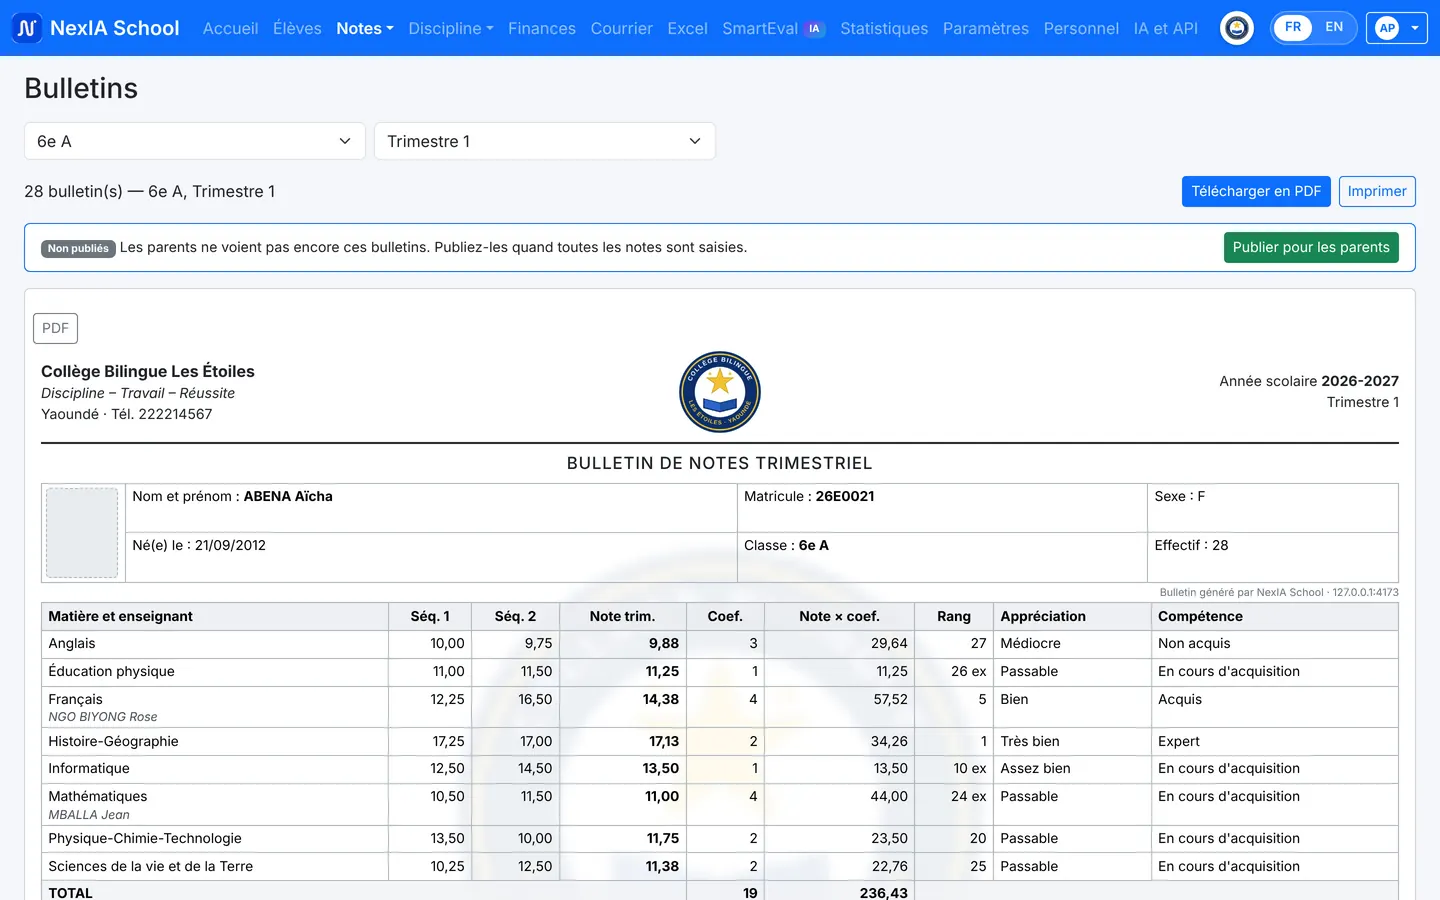 NexIA School Accueil Élèves Notes Discipline Finances Courrier Excel SmartEval IA Statistiques Paramètres Personnel IA et API FR EN AP
Bulletins
6e A Trimestre 1
28 bulletin(s) — 6e A, Trimestre 1 Télécharger en PDF Imprimer
Non publiés Les parents ne voient pas encore ces bulletins. Publiez-les quand toutes les notes sont saisies. Publier pour les parents
PDF
Collège Bilingue Les Étoiles
Discipline – Travail – Réussite
Yaoundé · Tél. 222214567
COLLÈGE BILINGUE
LES ÉTOILES - YAOUNDÉ
Année scolaire 2026-2027
Trimestre 1
BULLETIN DE NOTES TRIMESTRIEL
Nom et prénom : ABENA Aïcha Matricule : 26E0021 Sexe : F
Né(e) le : 21/09/2012 Classe : 6e A Effectif : 28
Bulletin généré par NexIA School · 127.0.0.1:4173
Matière et enseignant Séq. 1 Séq. 2 Note trim. Coef. Note × coef. Rang Appréciation Compétence
Anglais 10,00 9,75 9,88 3 29,64 27 Médiocre Non acquis
Éducation physique 11,00 11,50 11,25 1 11,25 26 ex Passable En cours d'acquisition
Français 12,25 16,50 14,38 4 57,52 5 Bien Acquis
NGO BIYONG Rose
Histoire-Géographie 17,25 17,00 17,13 2 34,26 1 Très bien Expert
Informatique 12,50 14,50 13,50 1 13,50 10 ex Assez bien En cours d'acquisition
Mathématiques 10,50 11,50 11,00 4 44,00 24 ex Passable En cours d'acquisition
MBALLA Jean
Physique-Chimie-Technologie 13,50 10,00 11,75 2 23,50 20 Passable En cours d'acquisition
Sciences de la vie et de la Terre 10,25 12,50 11,38 2 22,76 25 Passable En cours d'acquisition
TOTAL 19 236,43